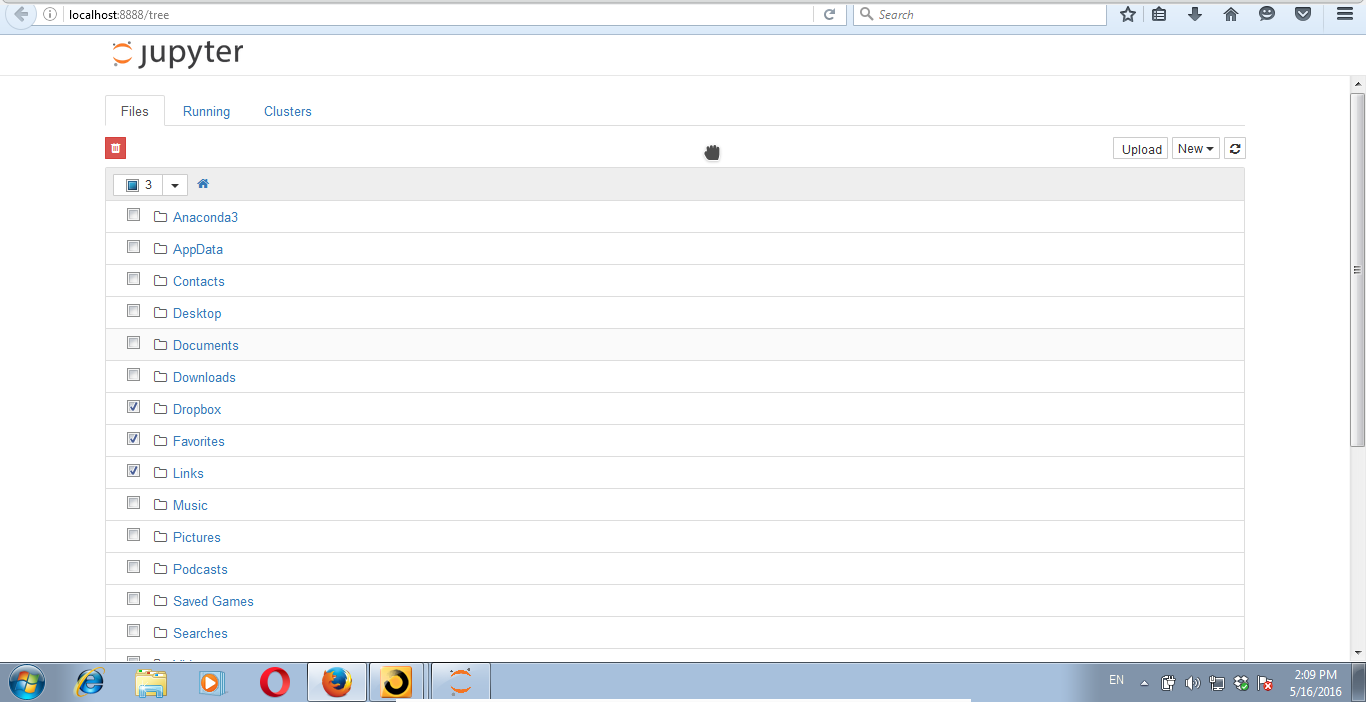 localhost:8888/tree
Search
jupyter
Files Running Clusters
Upload New
3
Anaconda3
AppData
Contacts
Desktop
Documents
Downloads
Dropbox
Favorites
Links
Music
Pictures
Podcasts
Saved Games
Searches
EN
2:09 PM
5/16/2016